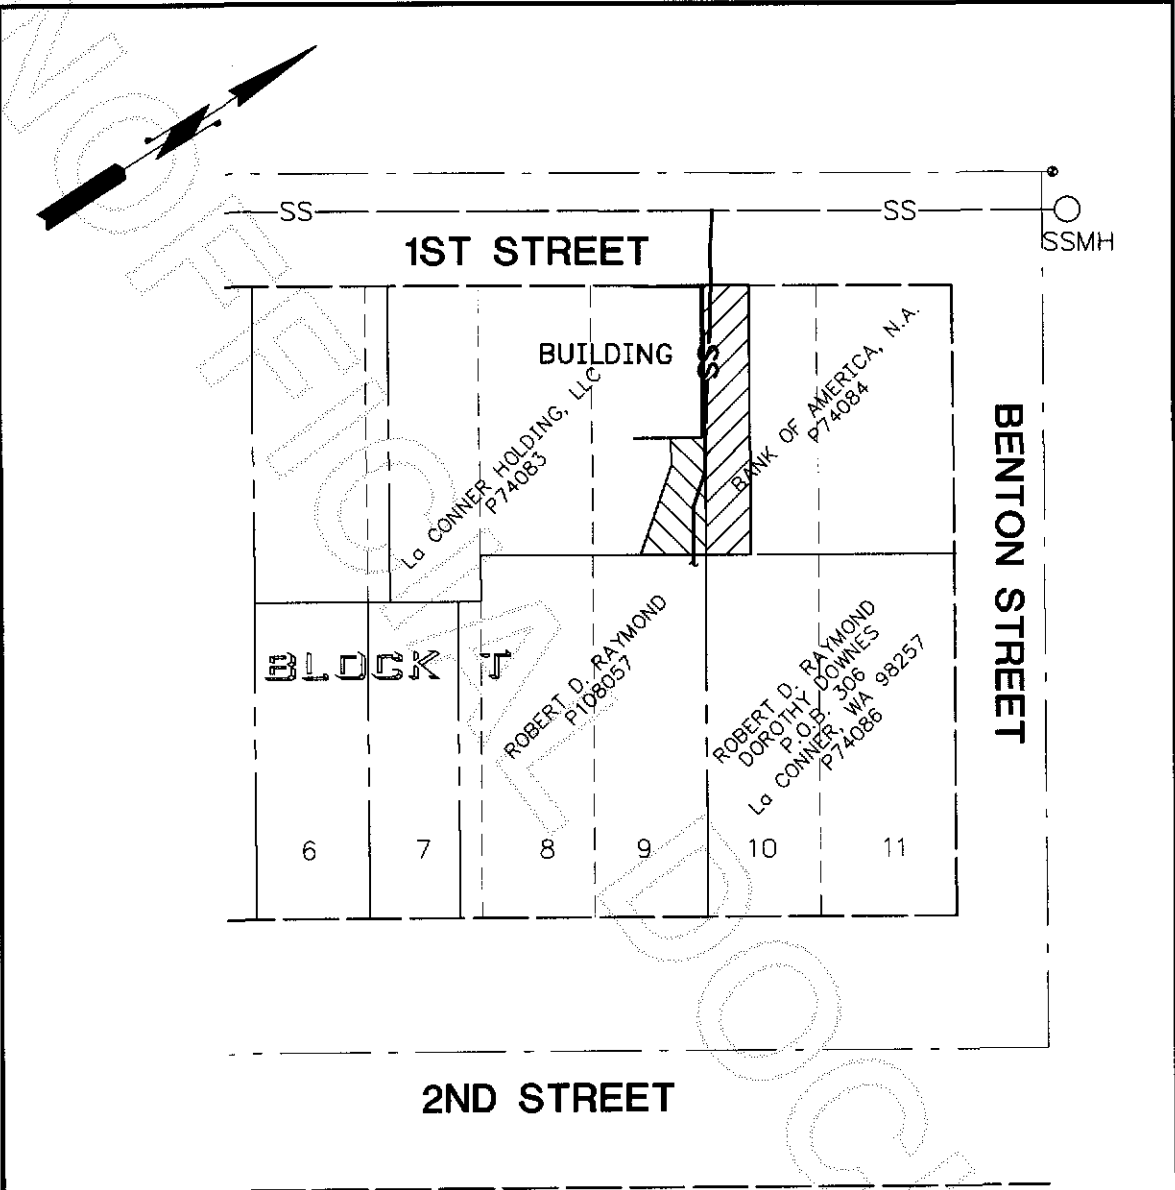 SS
SS
SSMH
1ST STREET
BUILDING
SS
La CONNER HOLDING, LLC
P74083
BANK OF AMERICA, N.A.
P74084
BENTON STREET
BLOCK T
ROBERT D. RAYMOND
P108057
ROBERT D. RAYMOND
DOROTHY DOWNES
P.O.B. 306
La CONNER, WA 98257
P74086
6 7 8 9 10 11
2ND STREET
UNOFFICIAL DOC